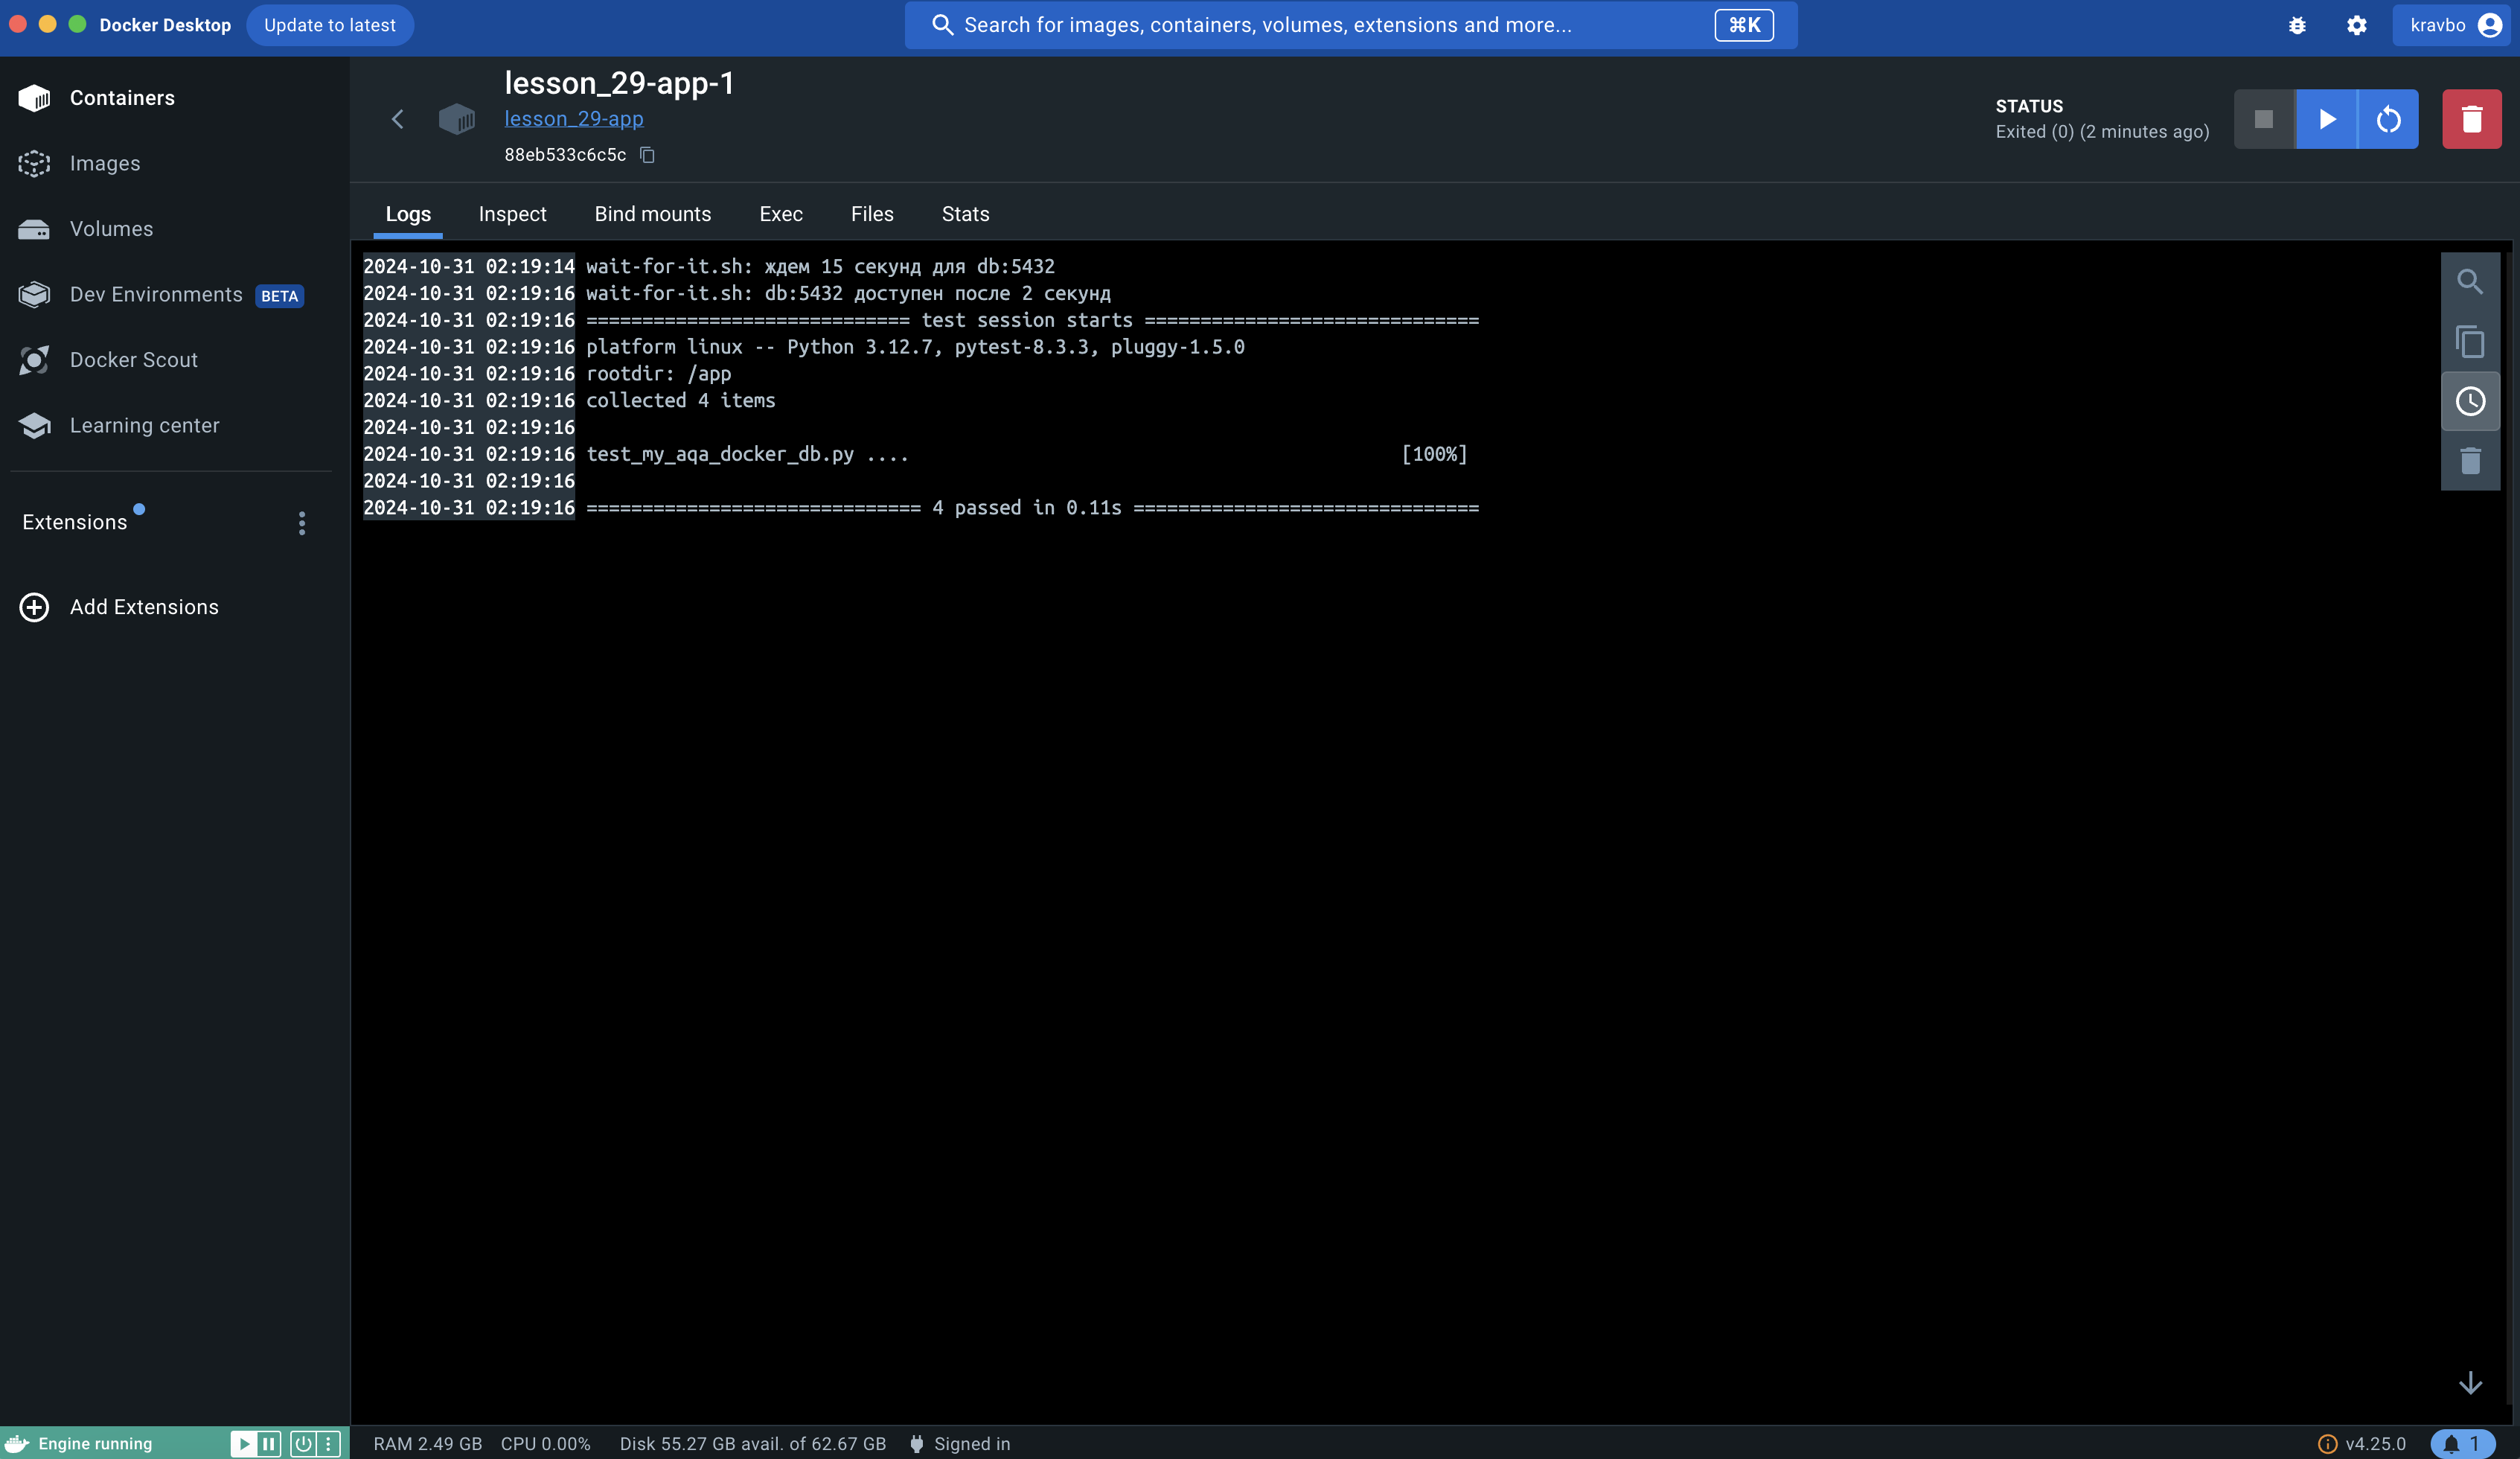 Docker Desktop
Update to latest
Search for images, containers, volumes, extensions and more...
⌘K
kravbo
Containers
Images
Volumes
Dev Environments BETA
Docker Scout
Learning center
Extensions
Add Extensions
lesson_29-app-1
lesson_29-app
88eb533c6c5c
STATUS
Exited (0) (2 minutes ago)
Logs Inspect Bind mounts Exec Files Stats
2024-10-31 02:19:14 wait-for-it.sh: ждем 15 секунд для db:5432
2024-10-31 02:19:16 wait-for-it.sh: db:5432 доступен после 2 секунд
2024-10-31 02:19:16 ============================= test session starts ==============================
2024-10-31 02:19:16 platform linux -- Python 3.12.7, pytest-8.3.3, pluggy-1.5.0
2024-10-31 02:19:16 rootdir: /app
2024-10-31 02:19:16 collected 4 items
2024-10-31 02:19:16
2024-10-31 02:19:16 test_my_aqa_docker_db.py .... [100%]
2024-10-31 02:19:16
2024-10-31 02:19:16 ============================== 4 passed in 0.11s ===============================
Engine running
RAM 2.49 GB CPU 0.00% Disk 55.27 GB avail. of 62.67 GB Signed in
v4.25.0
1